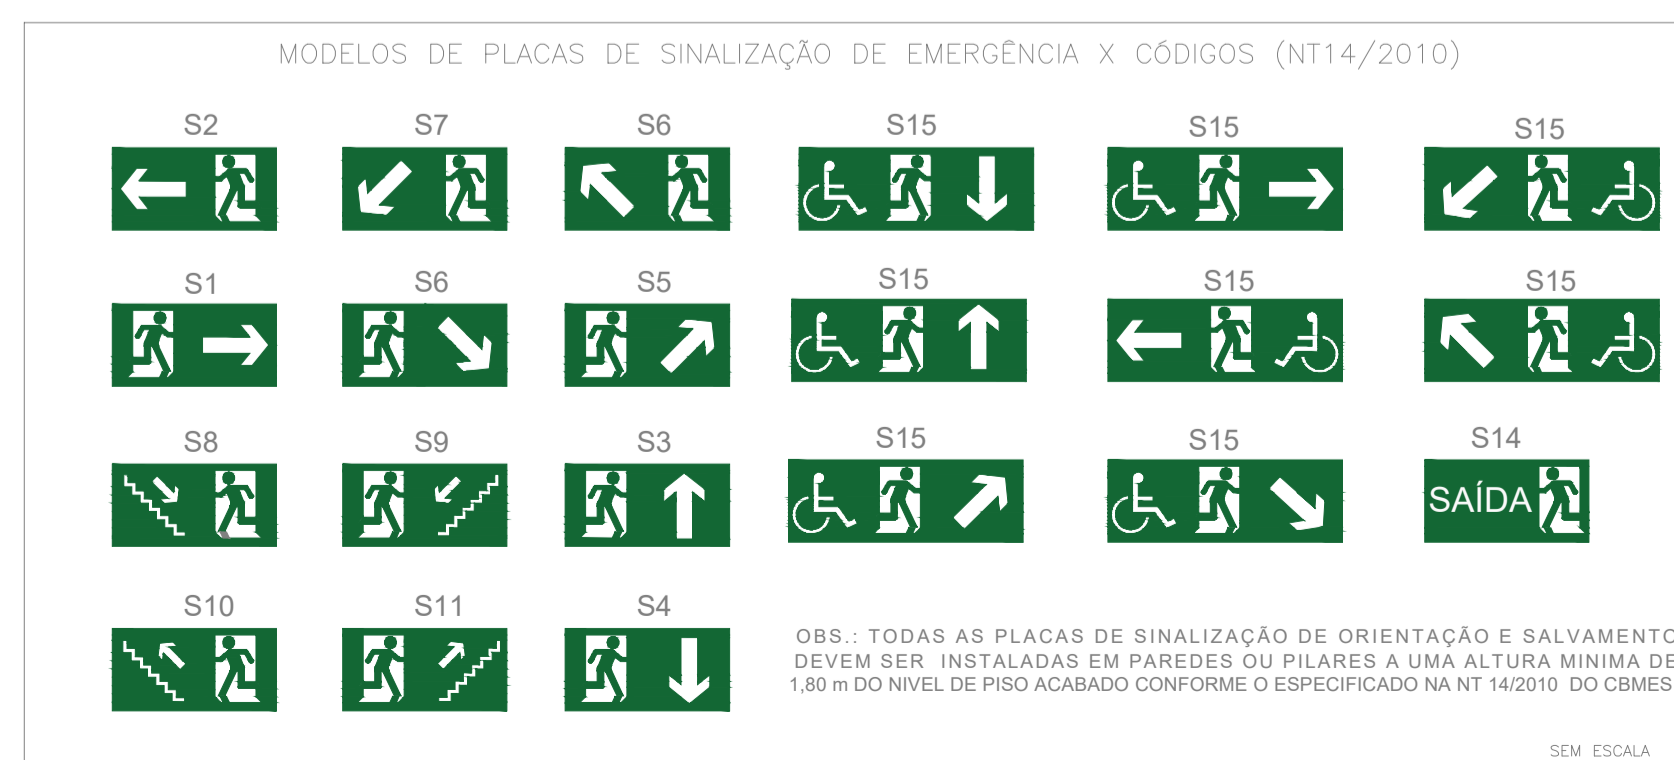 MODELOS DE PLACAS DE SINALIZAÇÃO DE EMERGÊNCIA X CÓDIGOS (NT14/2010)
S2 S7 S6 S15 S15 S15
S1 S6 S5 S15 S15 S15
S8 S9 S3 S15 S15 S14
SAÍDA
S10 S11 S4
OBS.: TODAS AS PLACAS DE SINALIZAÇÃO DE ORIENTAÇÃO E SALVAMENTO
DEVEM SER INSTALADAS EM PAREDES OU PILARES A UMA ALTURA MINIMA DE
1,80 m DO NIVEL DE PISO ACABADO CONFORME O ESPECIFICADO NA NT 14/2010 DO CBMES
SEM ESCALA